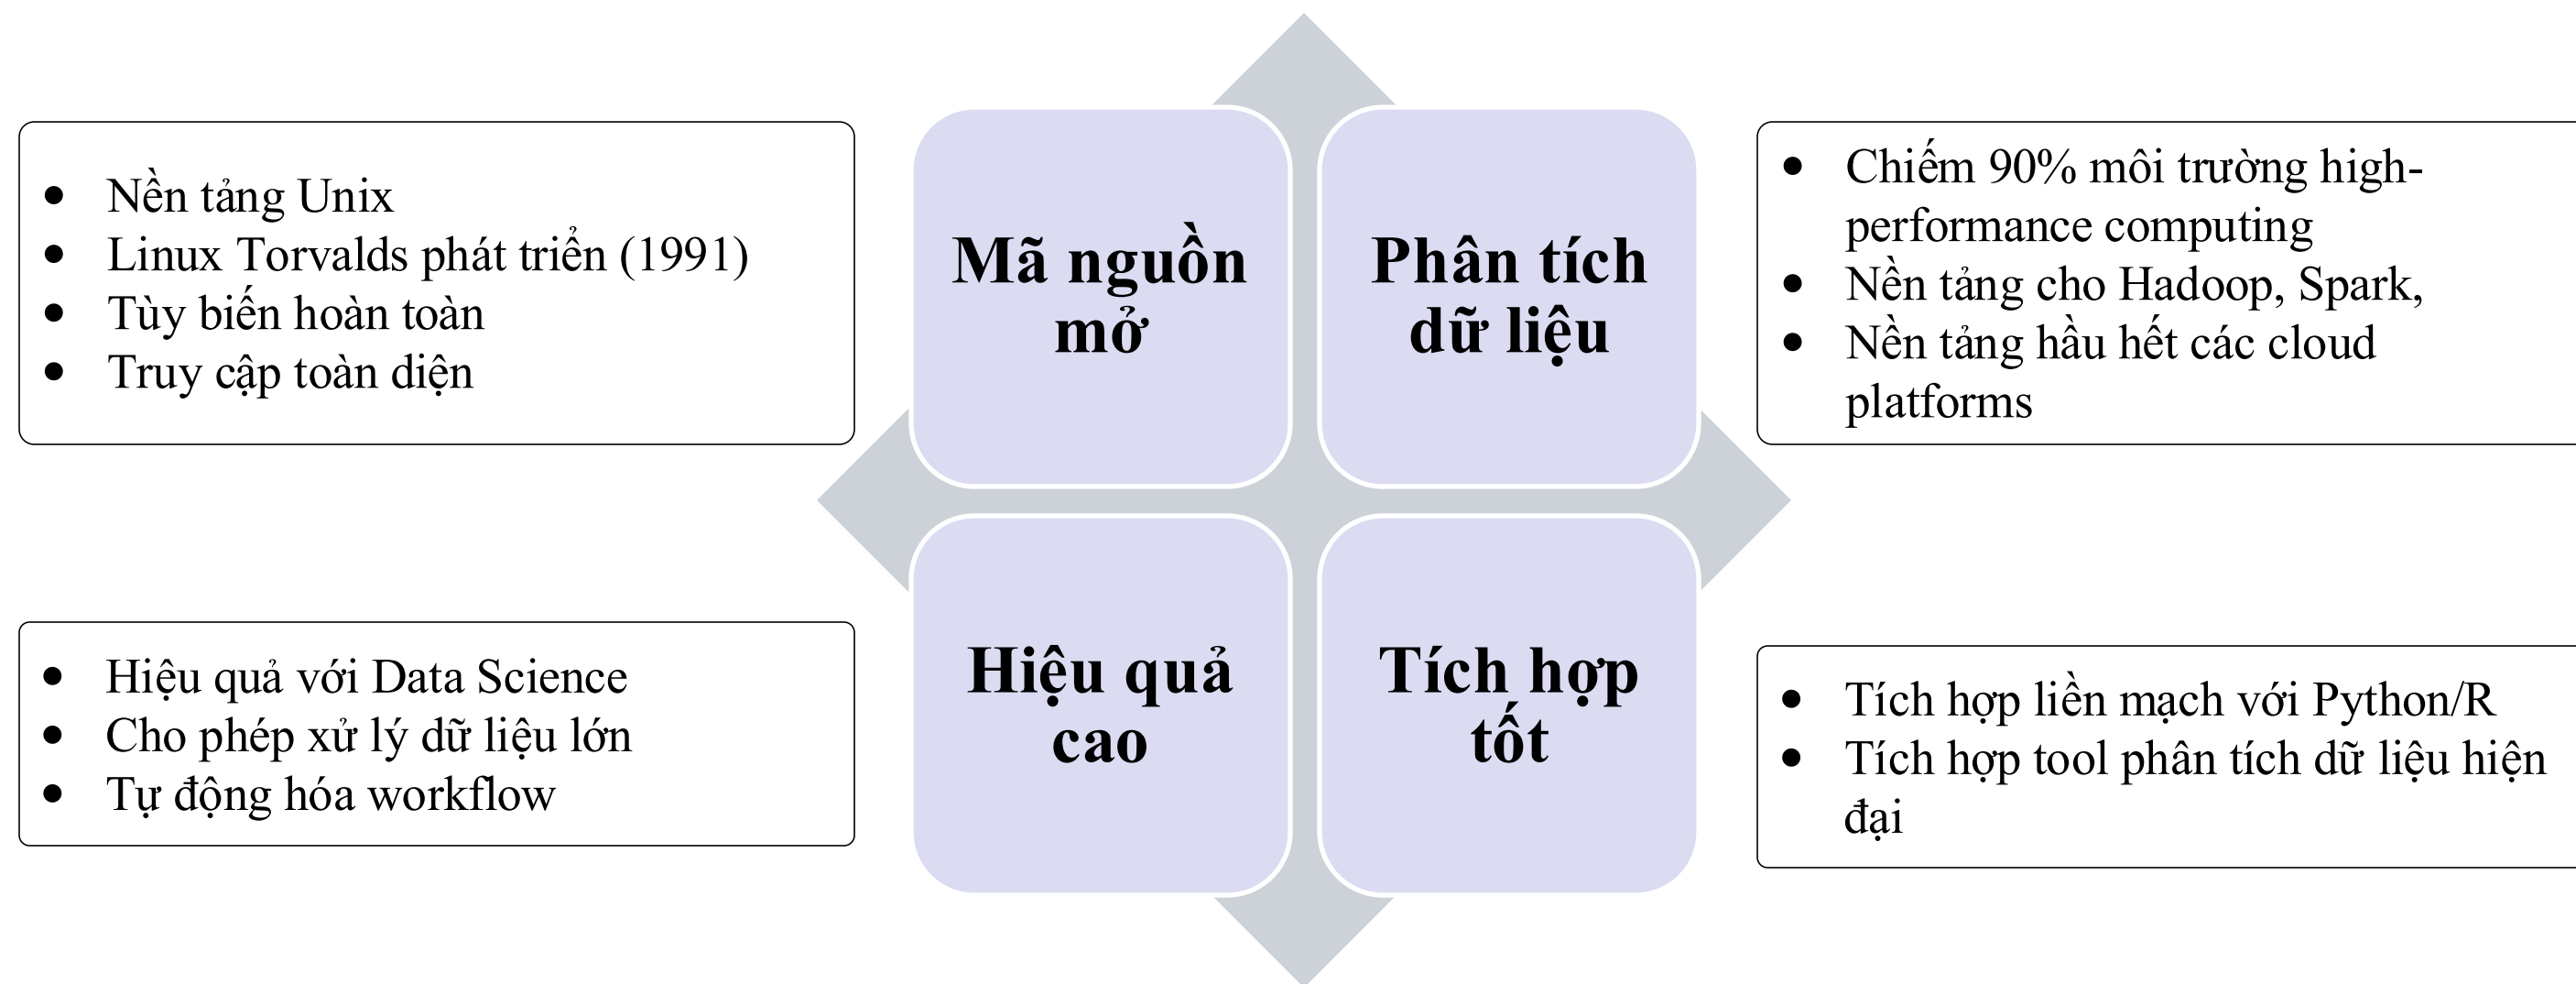 Nền tảng Unix
Linux Torvalds phát triển (1991)
Tùy biến hoàn toàn
Truy cập toàn diện
Mã nguồn
mở
Phân tích
dữ liệu
Chiếm 90% môi trường high-
performance computing
Nền tảng cho Hadoop, Spark,
Nền tảng hầu hết các cloud
platforms
Hiệu quả với Data Science
Cho phép xử lý dữ liệu lớn
Tự động hóa workflow
Hiệu quả
cao
Tích hợp
tốt
Tích hợp liền mạch với Python/R
Tích hợp tool phân tích dữ liệu hiện
đại